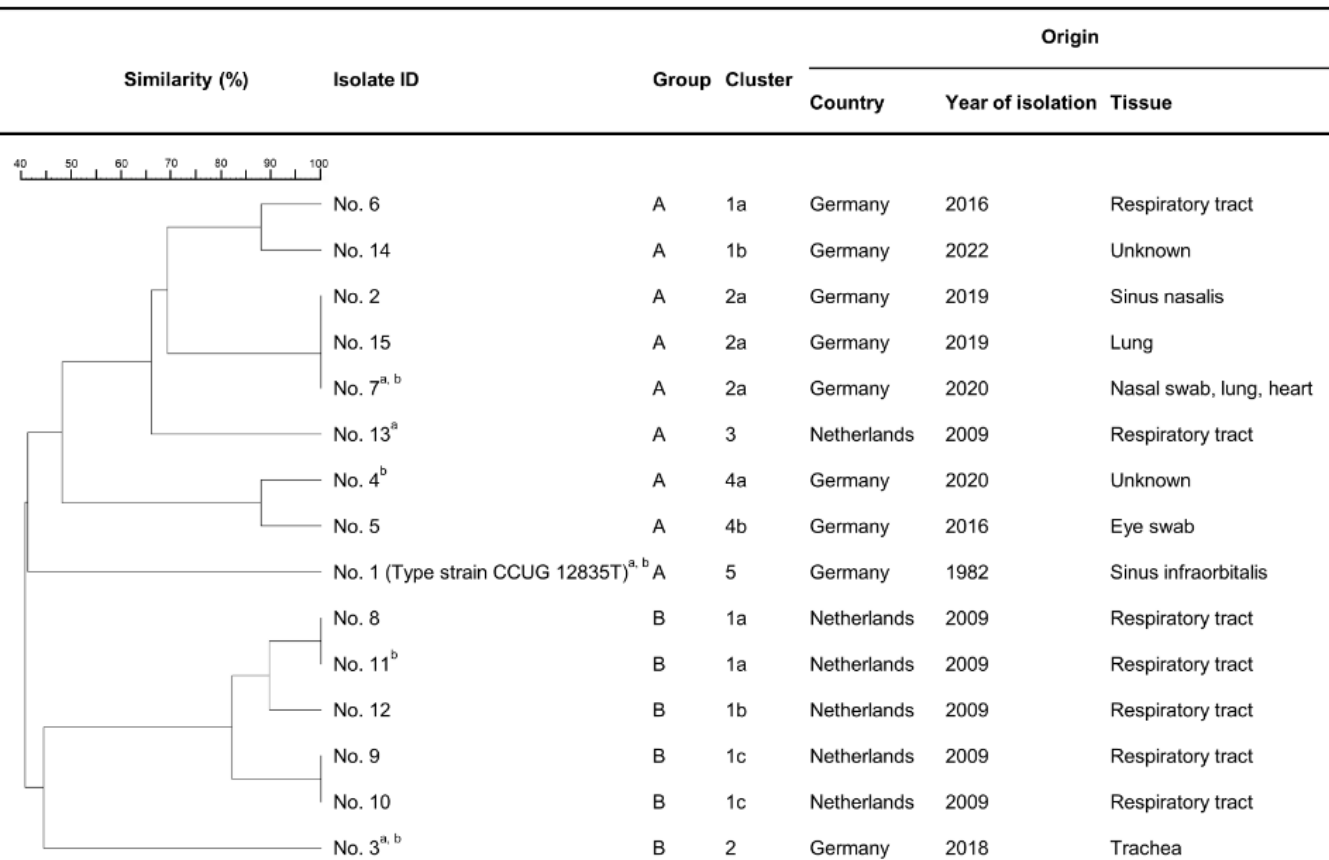 Origin
Similarity (%) Isolate ID Group Cluster
Country Year of isolation Tissue
40 50 60 70 80 90 100
No. 6 A 1a Germany 2016 Respiratory tract
No. 14 A 1b Germany 2022 Unknown
No. 2 A 2a Germany 2019 Sinus nasalis
No. 15 A 2a Germany 2019 Lung
No. 7a, b A 2a Germany 2020 Nasal swab, lung, heart
No. 13a A 3 Netherlands 2009 Respiratory tract
No. 4b A 4a Germany 2020 Unknown
No. 5 A 4b Germany 2016 Eye swab
No. 1 (Type strain CCUG 12835T)a, b A 5 Germany 1982 Sinus infraorbitalis
No. 8 B 1a Netherlands 2009 Respiratory tract
No. 11b B 1a Netherlands 2009 Respiratory tract
No. 12 B 1b Netherlands 2009 Respiratory tract
No. 9 B 1c Netherlands 2009 Respiratory tract
No. 10 B 1c Netherlands 2009 Respiratory tract
No. 3a, b B 2 Germany 2018 Trachea